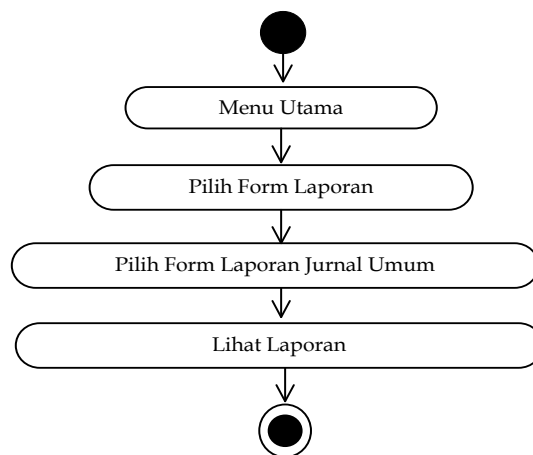 Menu Utama
Pilih Form Laporan
Pilih Form Laporan Jurnal Umum
Lihat Laporan